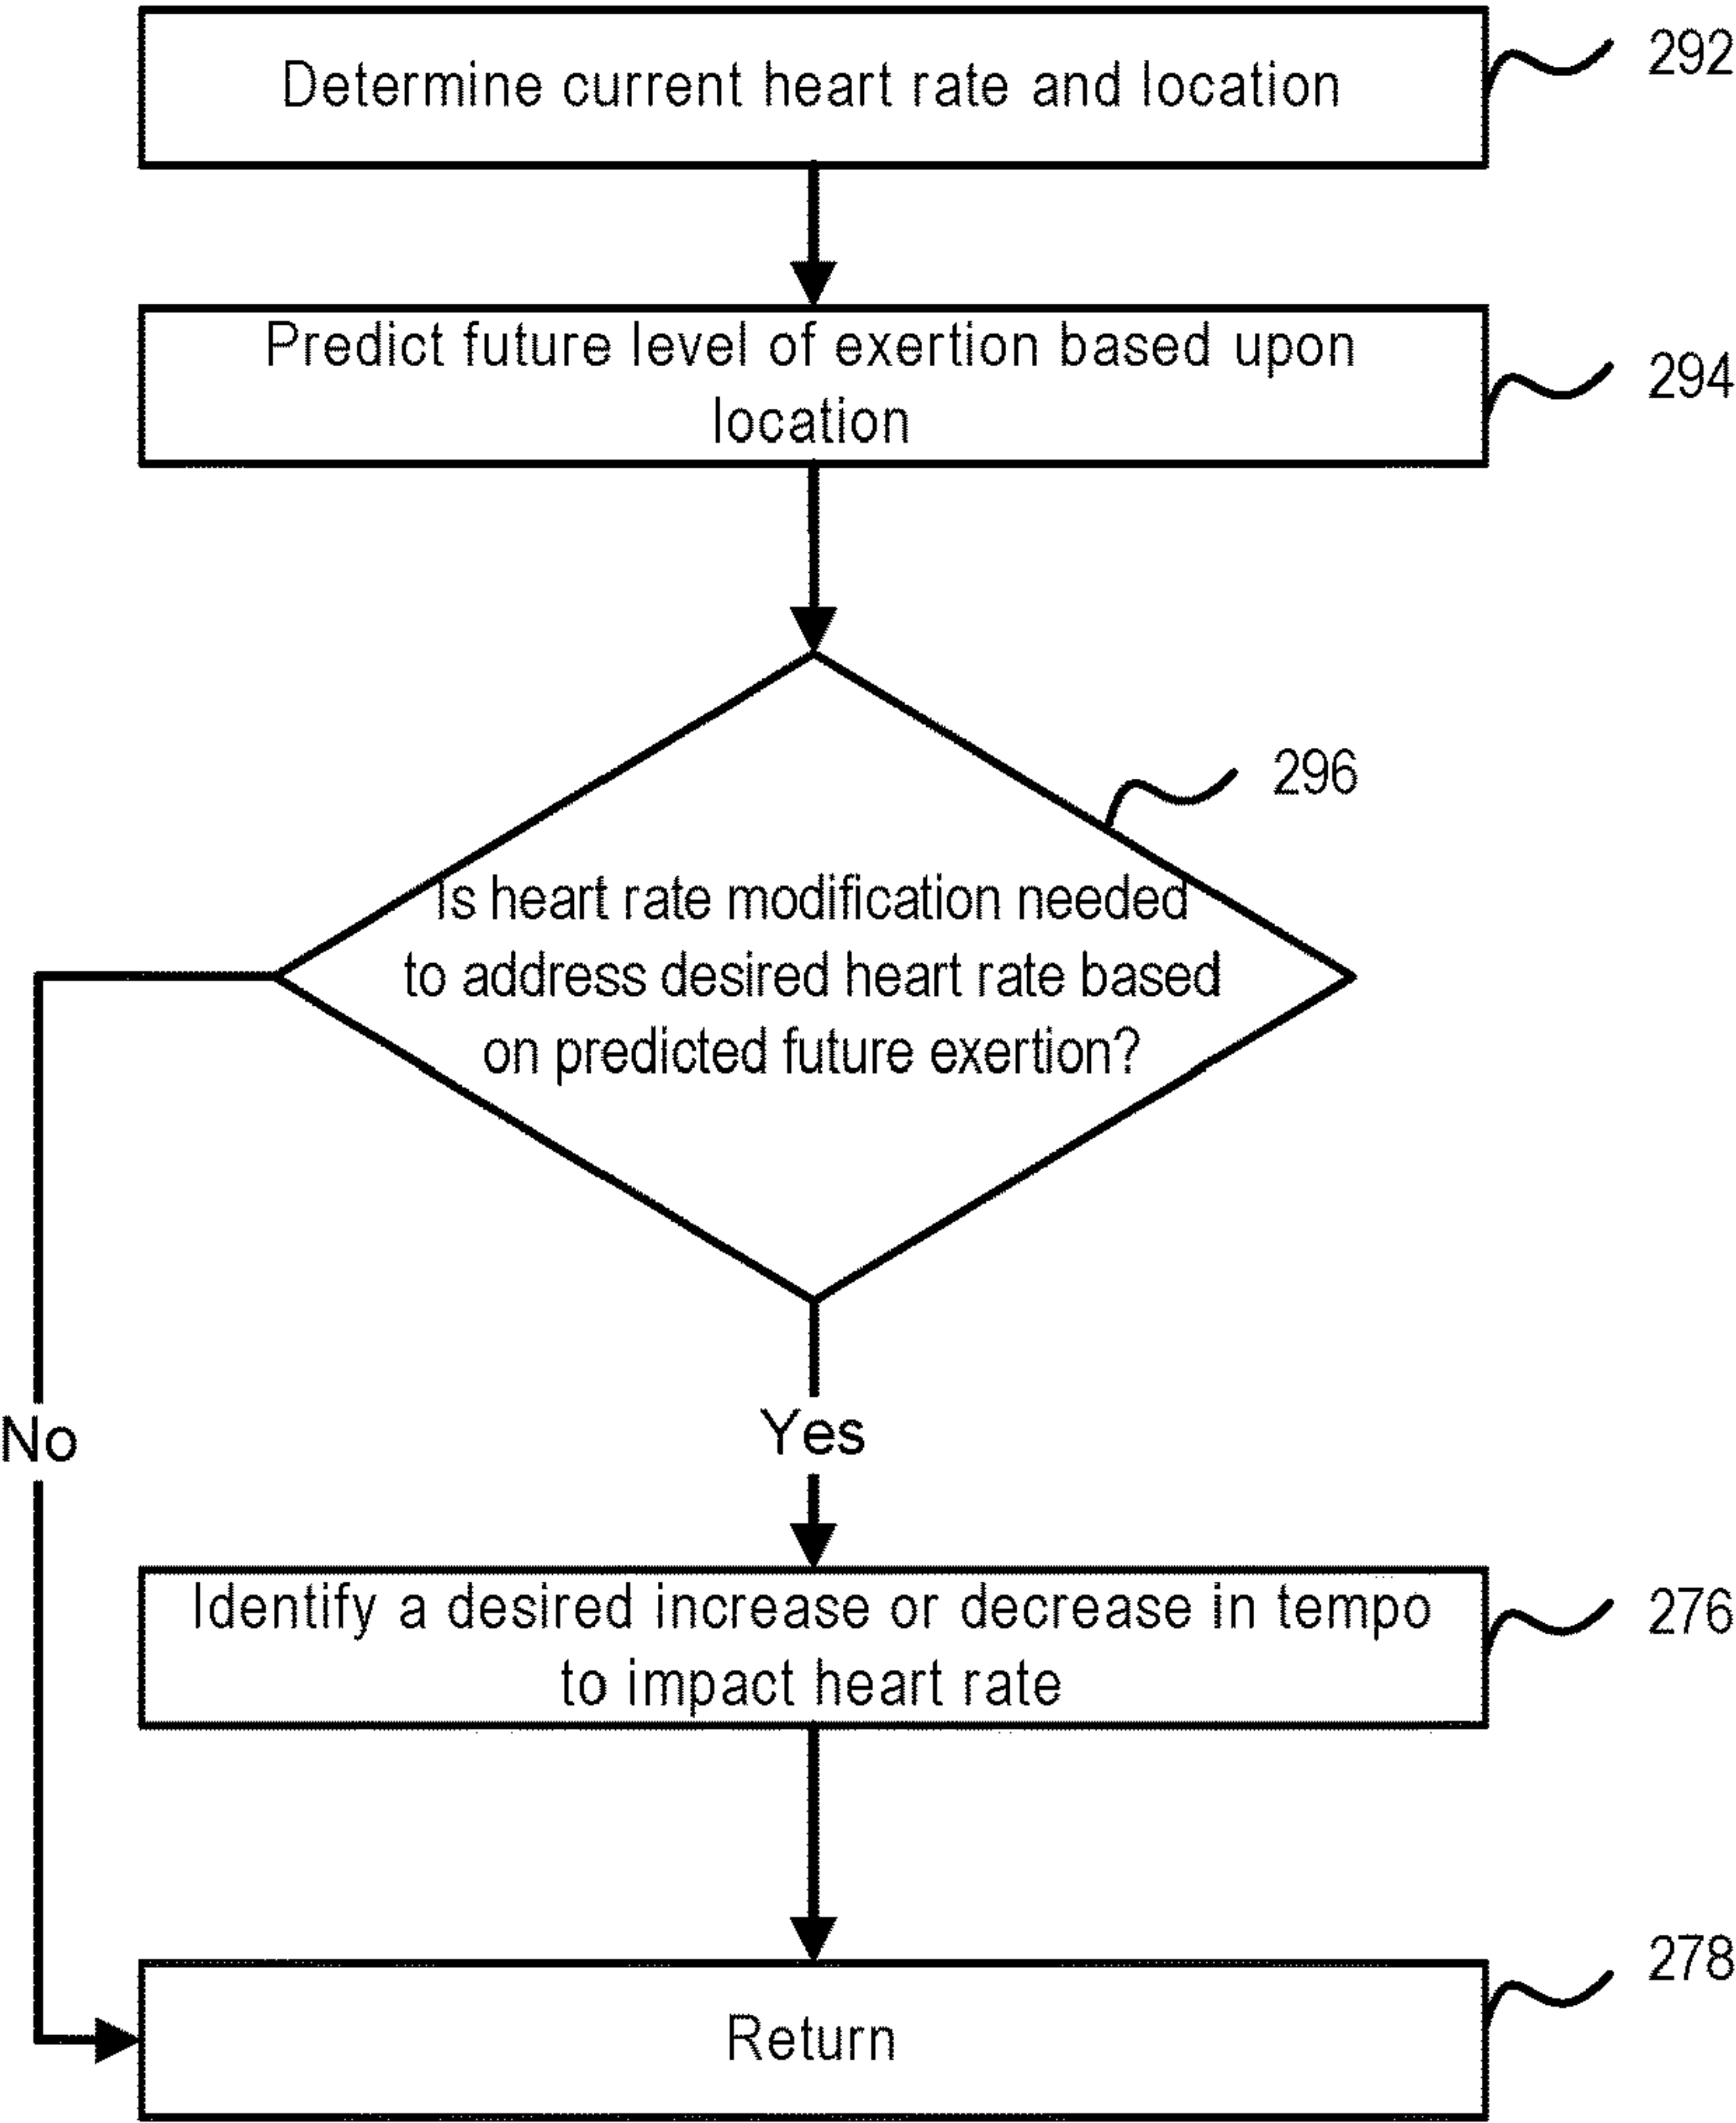 Determine current heart rate and location
292
Predict future level of exertion based upon
location
294
296
Is heart rate modification needed
to address desired heart rate based
on predicted future exertion?
No
Yes
Identify a desired increase or decrease in tempo
to impact heart rate
276
Return
278